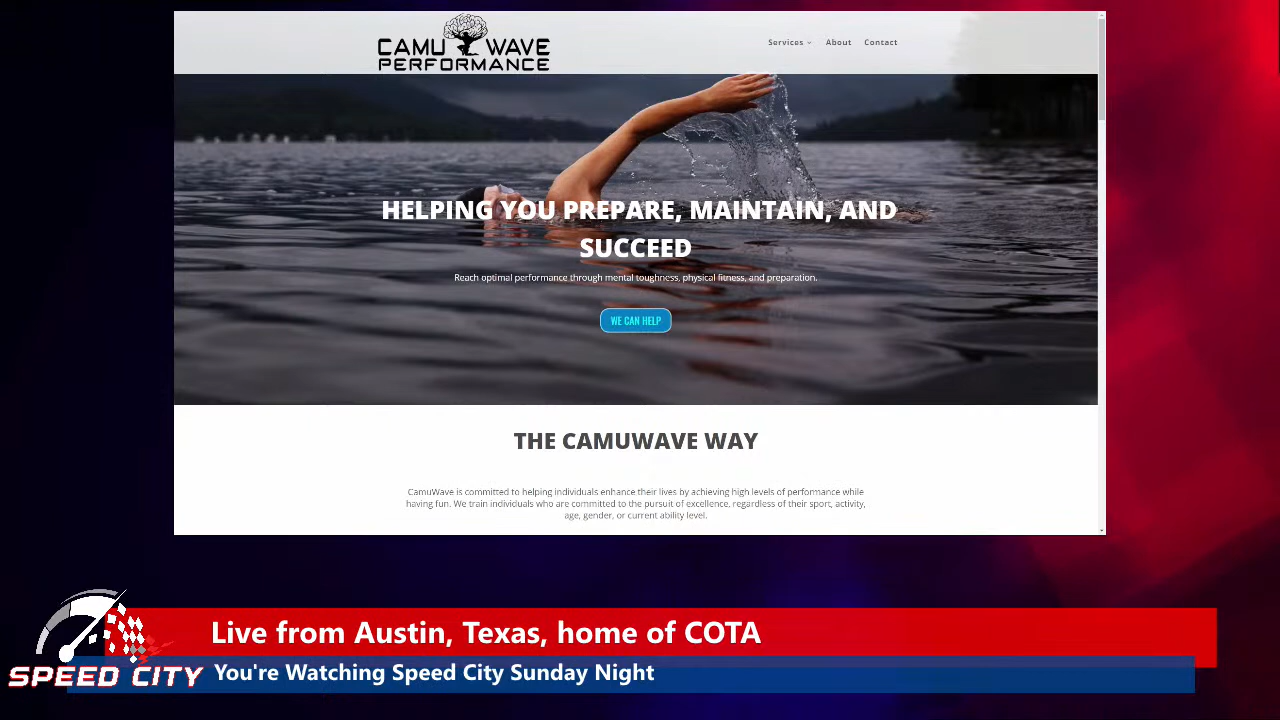 CAMU WAVE
PERFORMANCE
Services About Contact
HELPING YOU PREPARE, MAINTAIN, AND
SUCCEED
Reach optimal performance through mental toughness, physical fitness, and preparation.
WE CAN HELP
THE CAMUWAVE WAY
CamuWave is committed to helping individuals enhance their lives by achieving high levels of performance while
having fun. We train individuals who are committed to the pursuit of excellence, regardless of their sport, activity,
age, gender, or current ability level.
Live from Austin, Texas, home of COTA
SPEED CITY
You're Watching Speed City Sunday Night